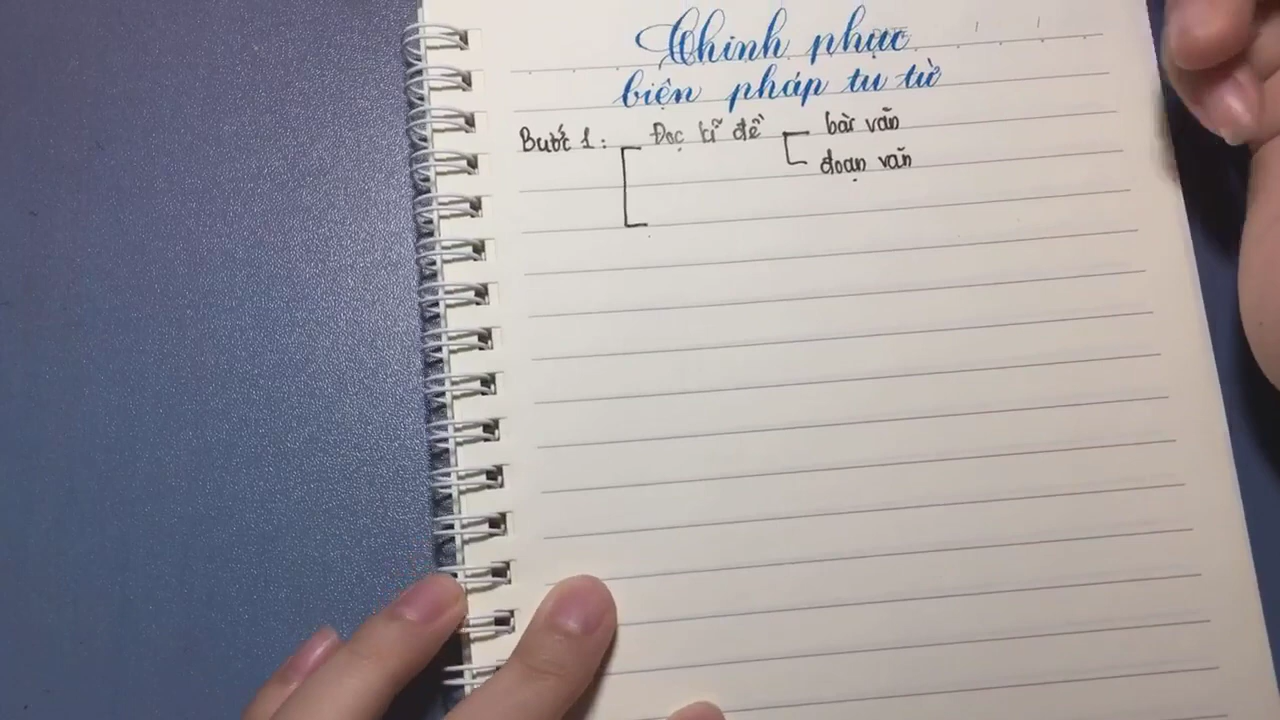 Chinh phục
biện pháp tu từ
Bước 1: Đọc kĩ đề bài văn
đoạn văn